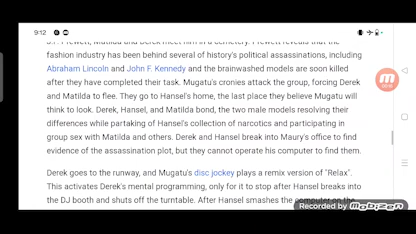 9:12
J.P. Prewett, Matilda and Derek meet him in a cemetery. Prewett reveals that the
fashion industry has been behind several of history's political assassinations, including
Abraham Lincoln and John F. Kennedy and the brainwashed models are soon killed
after they have completed their task. Mugatu's cronies attack the group, forcing Derek
and Matilda to flee. They go to Hansel's home, the last place they believe Mugatu will
think to look. Derek, Hansel, and Matilda bond, the two male models resolving their
differences while partaking of Hansel's collection of narcotics and participating in
group sex with Matilda and others. Derek and Hansel break into Maury's office to find
evidence of the assassination plot, but they cannot operate his computer to find them.
Derek goes to the runway, and Mugatu's disc jockey plays a remix version of "Relax".
This activates Derek's mental programming, only for it to stop after Hansel breaks into
the DJ booth and shuts off the turntable. After Hansel smashes the computer on the
Recorded by
MOBIZEN